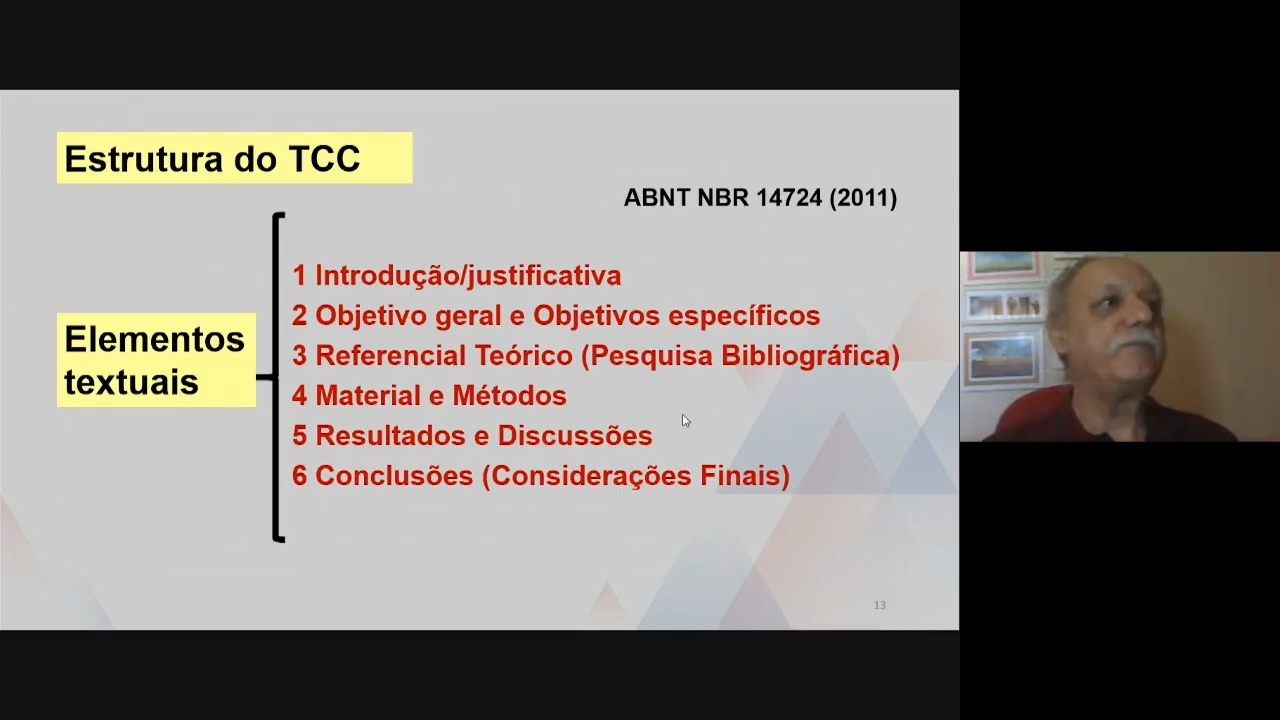 Estrutura do TCC
ABNT NBR 14724 (2011)
Elementos
textuais
1 Introdução/justificativa
2 Objetivo geral e Objetivos específicos
3 Referencial Teórico (Pesquisa Bibliográfica)
4 Material e Métodos
5 Resultados e Discussões
6 Conclusões (Considerações Finais)
13